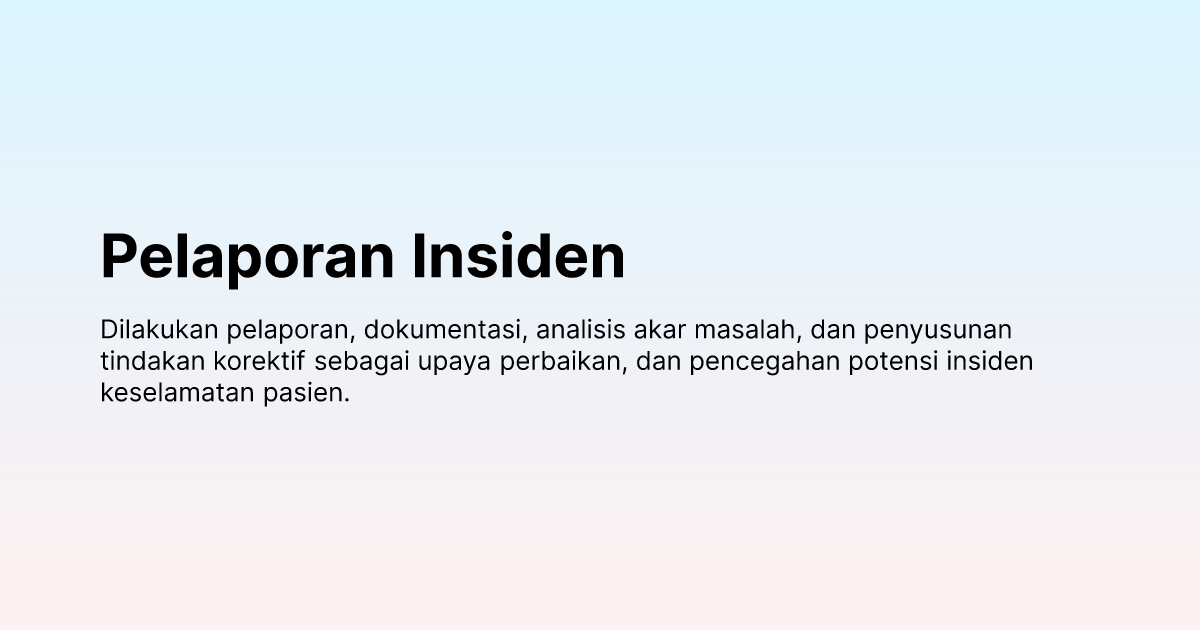 Pelaporan Insiden
Dilakukan pelaporan, dokumentasi, analisis akar masalah, dan penyusunan
tindakan korektif sebagai upaya perbaikan, dan pencegahan potensi insiden
keselamatan pasien.